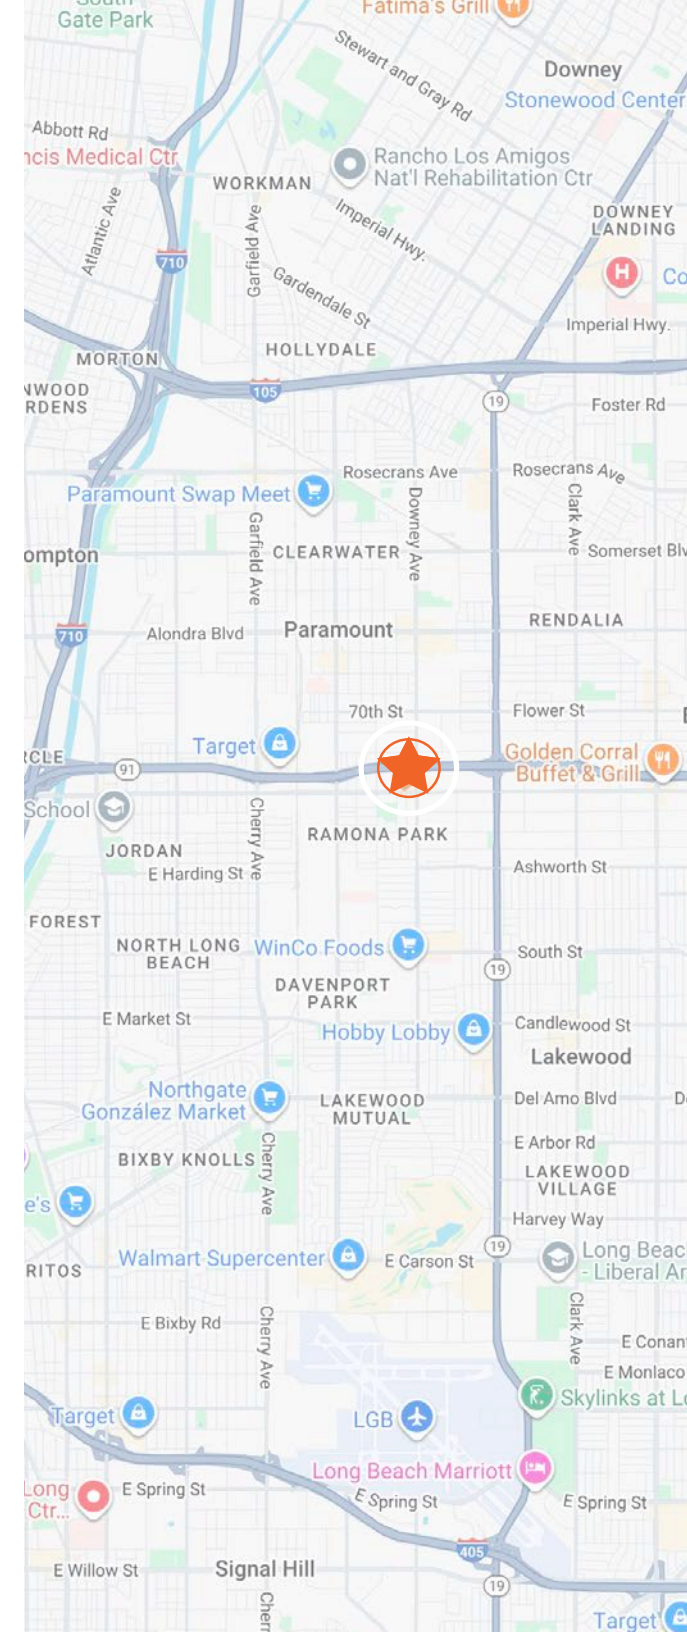 South
Gate Park
Fatima's Grill
Stewart and Gray Rd
Downey
Stonewood Center
Abbott Rd
ncis Medical Ctr
Rancho Los Amigos
Nat'l Rehabilitation Ctr
WORKMAN
Atlantic Ave
Garfield Ave
Imperial Hwy.
DOWNEY
LANDING
710
H
Co
Gardendale St
Imperial Hwy.
MORTON
HOLLYDALE
NWOOD
RDENS
105
19
Foster Rd
Rosecrans Ave
Rosecrans Ave
Paramount Swap Meet
Garfield Ave
Downey Ave
Clark Ave
ompton
CLEARWATER
Somerset Blv
710
Alondra Blvd
Paramount
RENDALIA
70th St
Flower St
Target
Golden Corral
Buffet & Grill
RCLE
91
School
Cherry Ave
RAMONA PARK
JORDAN
E Harding St
Ashworth St
FOREST
NORTH LONG
BEACH
WinCo Foods
South St
19
DAVENPORT
PARK
E Market St
Hobby Lobby
Candlewood St
Lakewood
Northgate
González Market
LAKEWOOD
MUTUAL
Del Amo Blvd
D
E Arbor Rd
BIXBY KNOLLS
Cherry Ave
LAKEWOOD
VILLAGE
e's
Harvey Way
19
Walmart Supercenter
E Carson St
Long Beac
- Liberal Ar
RITOS
E Bixby Rd
Cherry Ave
Clark Ave
E Conan
E Monlaco
Skylinks at L
Target
LGB
Long Beach Marriott
Long
Ctr...
E Spring St
E Spring St
E Spring St
405
E Willow St
Signal Hill
19
Cherr
Target